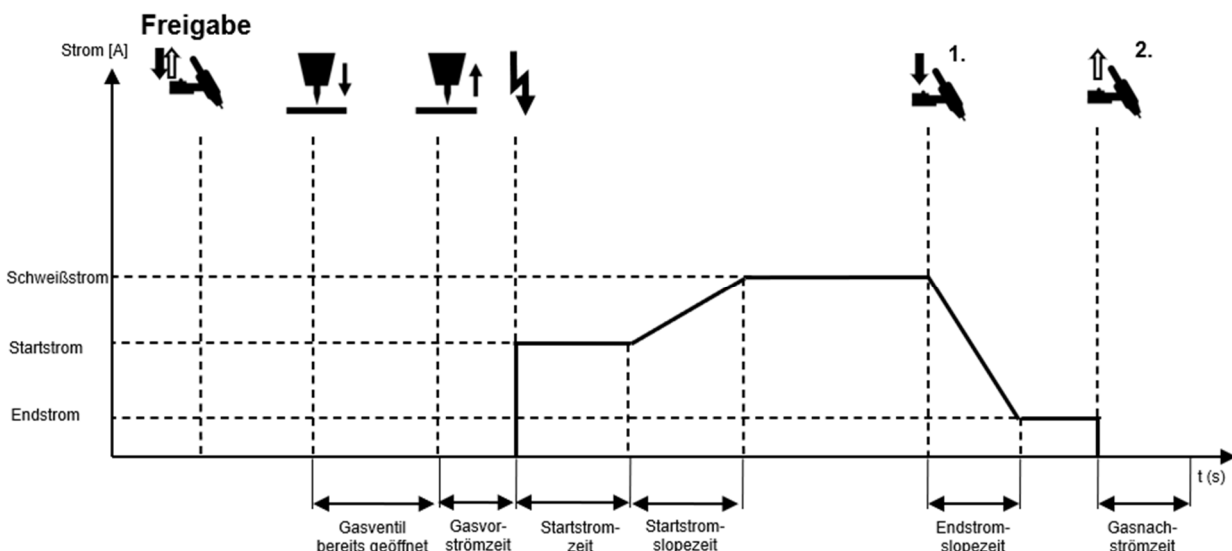 Freigabe
Strom [A]
1.
2.
Schweißstrom
Startstrom
Endstrom
t (s)
Gasventil
bereits geöffnet
Gasvor-
strömzeit
Startstrom-
zeit
Startstrom-
slopezeit
Endstrom-
slopezeit
Gasnach-
strömzeit